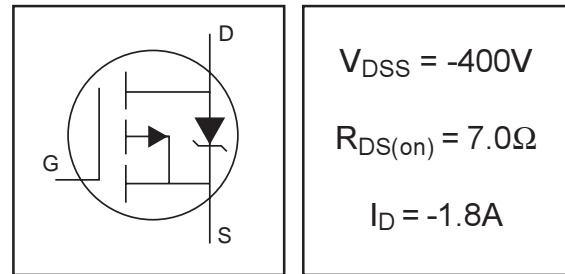 D
G
S
V_DSS = -400V
R_DS(on) = 7.0Ω
I_D = -1.8A